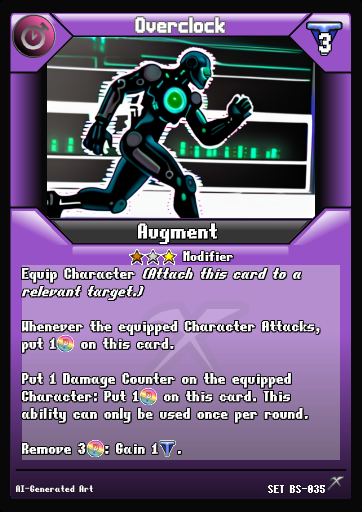 Overclock
3
Augment
Modifier
Equip Character (Attach this card to a
relevant target.)
Whenever the equipped Character Attacks,
put 1 on this card.
Put 1 Damage Counter on the equipped
Character: Put 1 on this card. This
ability can only be used once per round.
Remove 3: Gain 1.
AI-Generated Art
SET BS-035